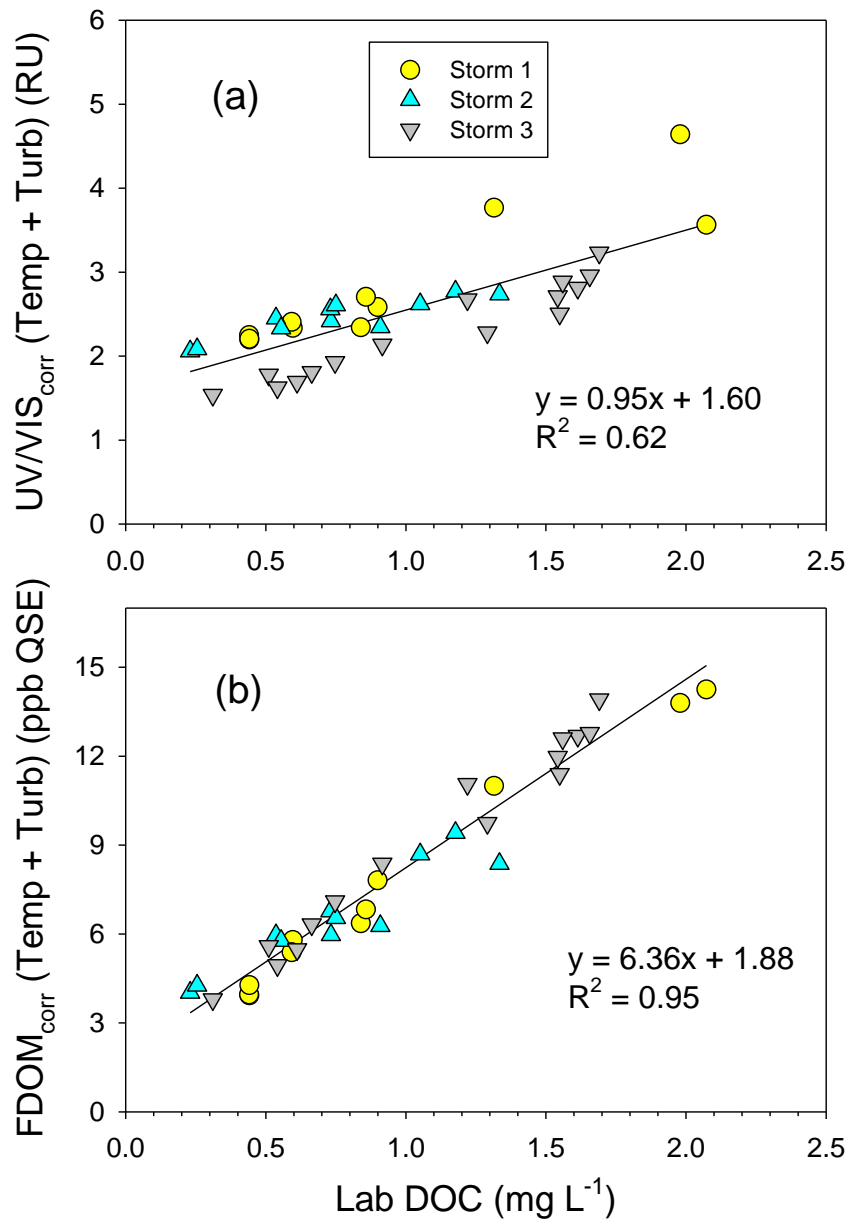 UV/VIS_corr (Temp + Turb) (RU)
6
5
4
3
2
1
0
(a)
Storm 1
Storm 2
Storm 3
y = 0.95x + 1.60
R² = 0.62
0.0 0.5 1.0 1.5 2.0 2.5
FDOM_corr (Temp + Turb) (ppb QSE)
15
12
9
6
3
0
(b)
y = 6.36x + 1.88
R² = 0.95
0.0 0.5 1.0 1.5 2.0 2.5
Lab DOC (mg L⁻¹)